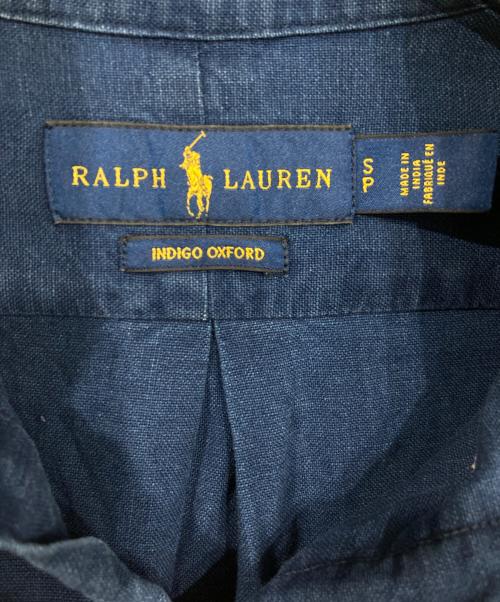 RALPH LAUREN
S
P
MADE IN
INDIA
FABRIQUÉ EN
INDE
INDIGO OXFORD